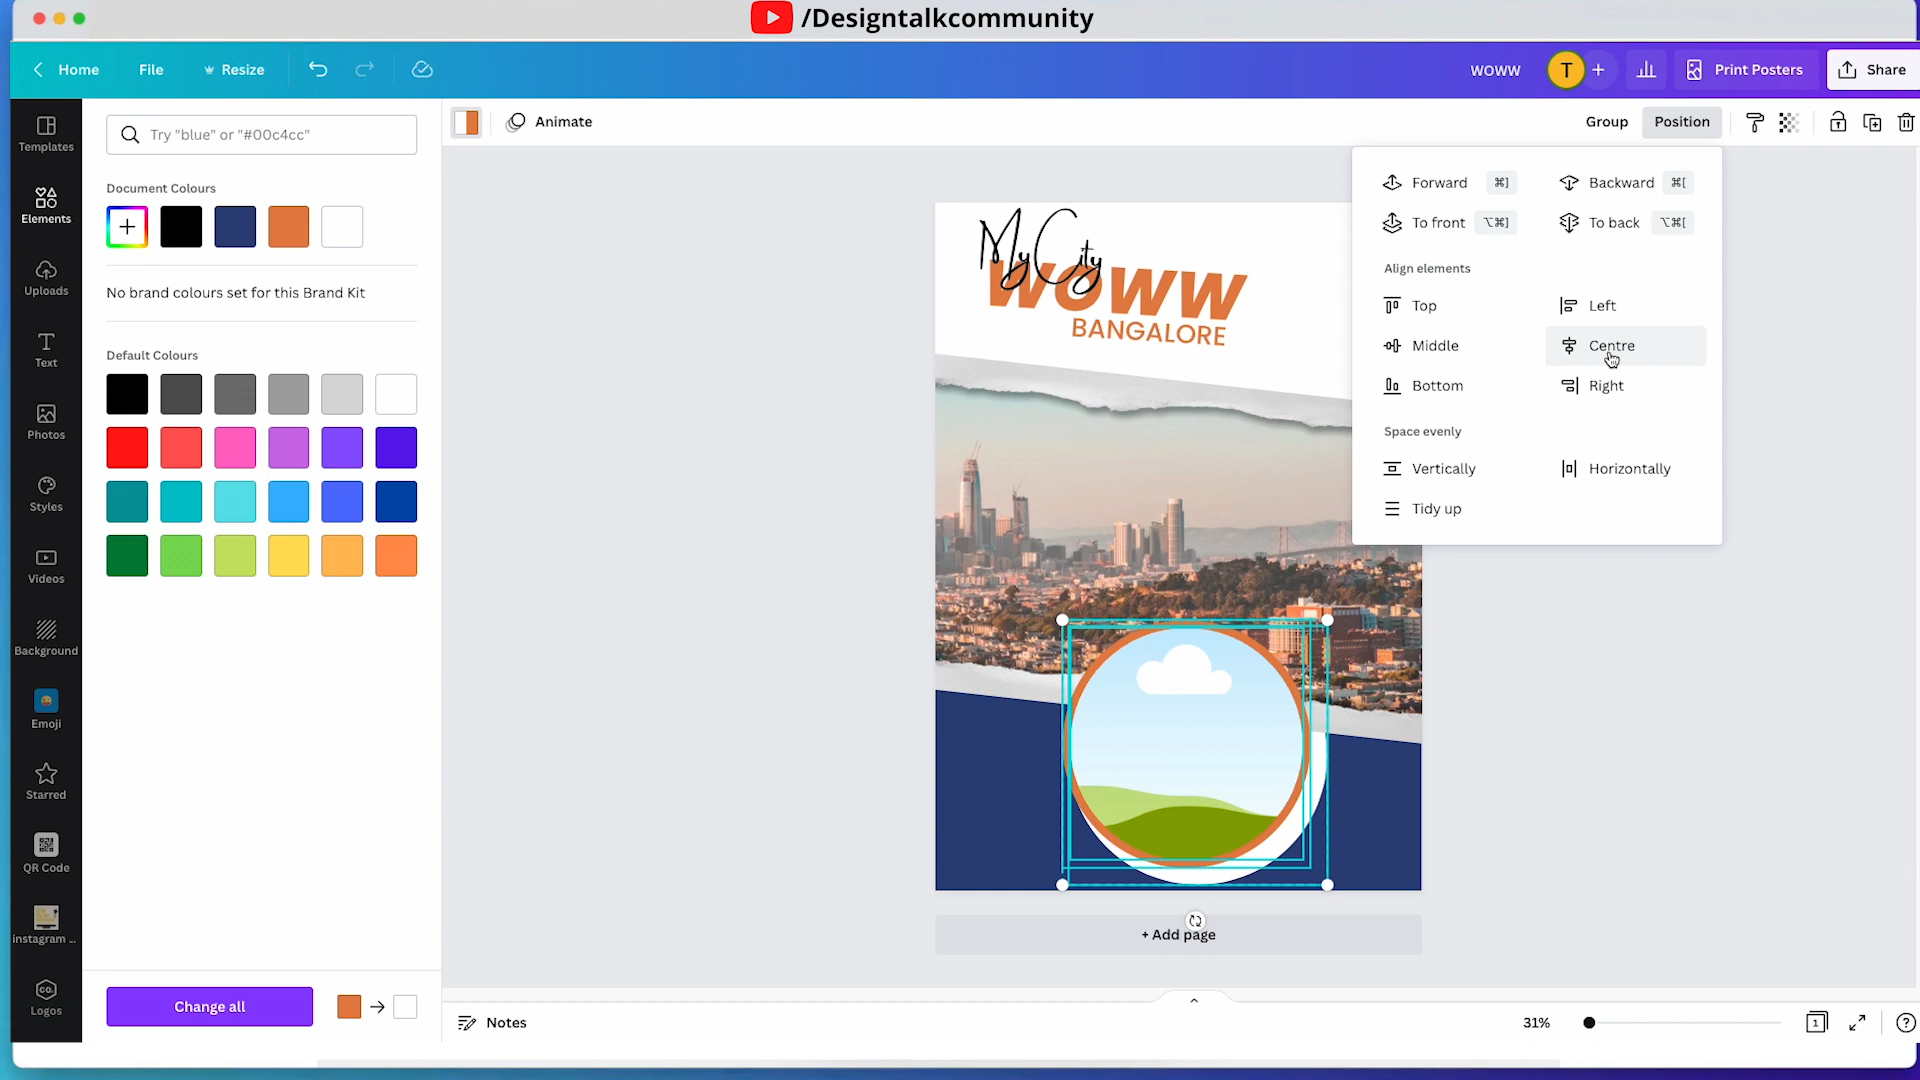 /Designtalkcommunity
Home
File
Resize
WOWW
T
+
Print Posters
Share
Templates
Elements
Uploads
Text
Photos
Styles
Videos
Background
Emoji
Starred
QR Code
instagram ...
CO.
Logos
Try "blue" or "#00c4cc"
Document Colours
+
No brand colours set for this Brand Kit
Default Colours
Change all
Animate
Group
Position
Forward ⌘]
Backward ⌘[
To front ⌥⌘]
To back ⌥⌘[
Align elements
Top
Left
Middle
Centre
Bottom
Right
Space evenly
Vertically
Horizontally
Tidy up
My City
WOWW
BANGALORE
+ Add page
Notes
31%
1
?